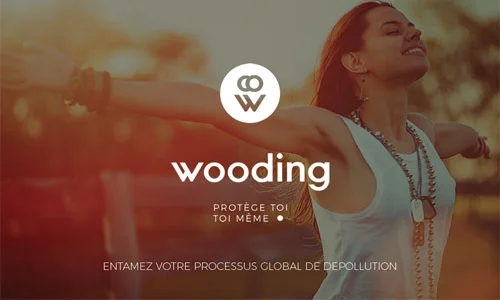 wooding
PROTÈGE TOI
TOI MÊME
ENTAMEZ VOTRE PROCESSUS GLOBAL DE DEPOLLUTION